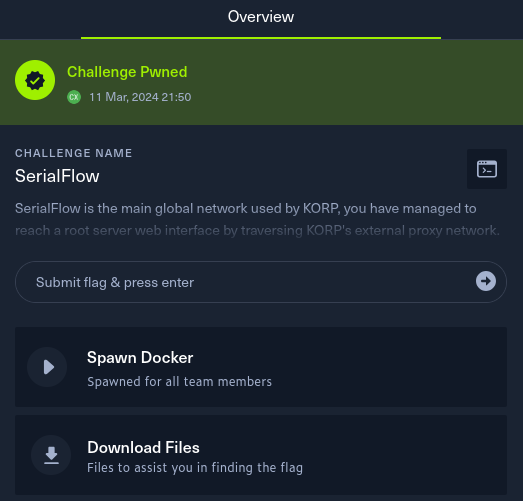 Overview
Challenge Pwned
CX 11 Mar, 2024 21:50
CHALLENGE NAME
SerialFlow
SerialFlow is the main global network used by KORP, you have managed to
reach a root server web interface by traversing KORP's external proxy network.
Submit flag & press enter
Spawn Docker
Spawned for all team members
Download Files
Files to assist you in finding the flag